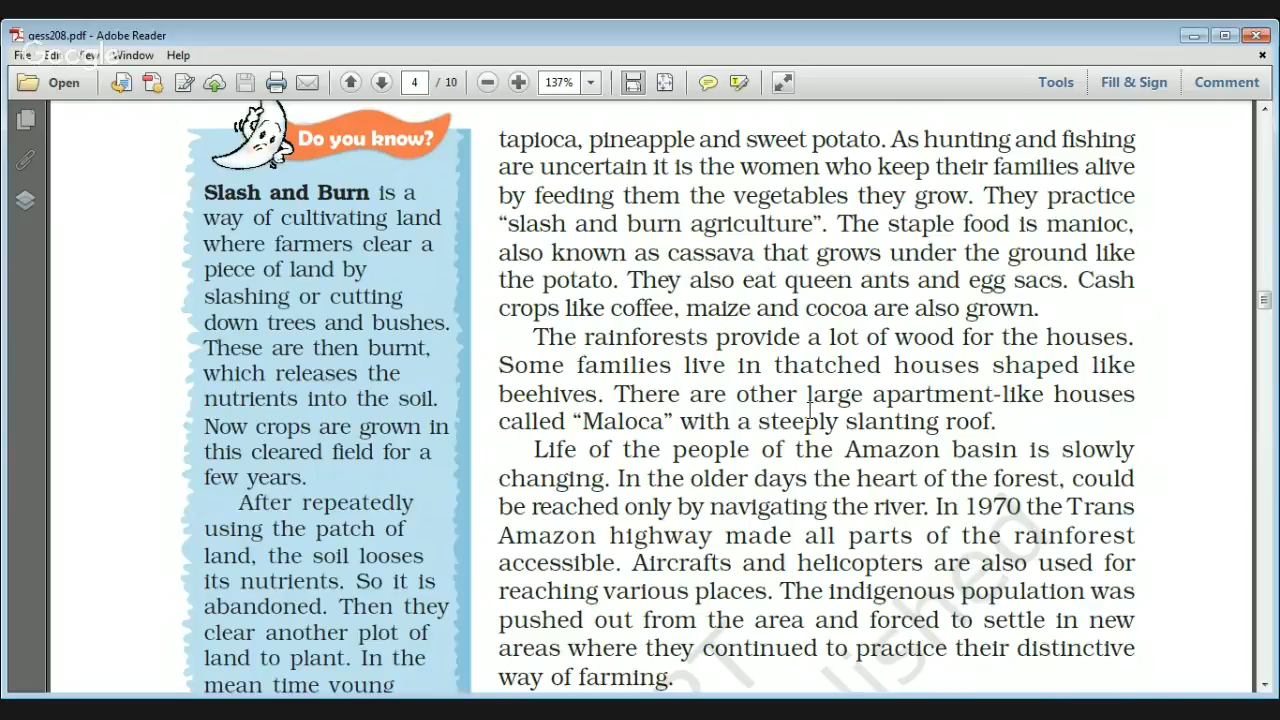 gess208.pdf - Adobe Reader
File Edit View Window Help
Open
4 / 10
137%
Tools Fill & Sign Comment
Do you know?
Slash and Burn is a
way of cultivating land
where farmers clear a
piece of land by
slashing or cutting
down trees and bushes.
These are then burnt,
which releases the
nutrients into the soil.
Now crops are grown in
this cleared field for a
few years.
After repeatedly
using the patch of
land, the soil looses
its nutrients. So it is
abandoned. Then they
clear another plot of
land to plant. In the
mean time young
tapioca, pineapple and sweet potato. As hunting and fishing
are uncertain it is the women who keep their families alive
by feeding them the vegetables they grow. They practice
“slash and burn agriculture”. The staple food is manioc,
also known as cassava that grows under the ground like
the potato. They also eat queen ants and egg sacs. Cash
crops like coffee, maize and cocoa are also grown.
The rainforests provide a lot of wood for the houses.
Some families live in thatched houses shaped like
beehives. There are other large apartment-like houses
called “Maloca” with a steeply slanting roof.
Life of the people of the Amazon basin is slowly
changing. In the older days the heart of the forest, could
be reached only by navigating the river. In 1970 the Trans
Amazon highway made all parts of the rainforest
accessible. Aircrafts and helicopters are also used for
reaching various places. The indigenous population was
pushed out from the area and forced to settle in new
areas where they continued to practice their distinctive
way of farming.